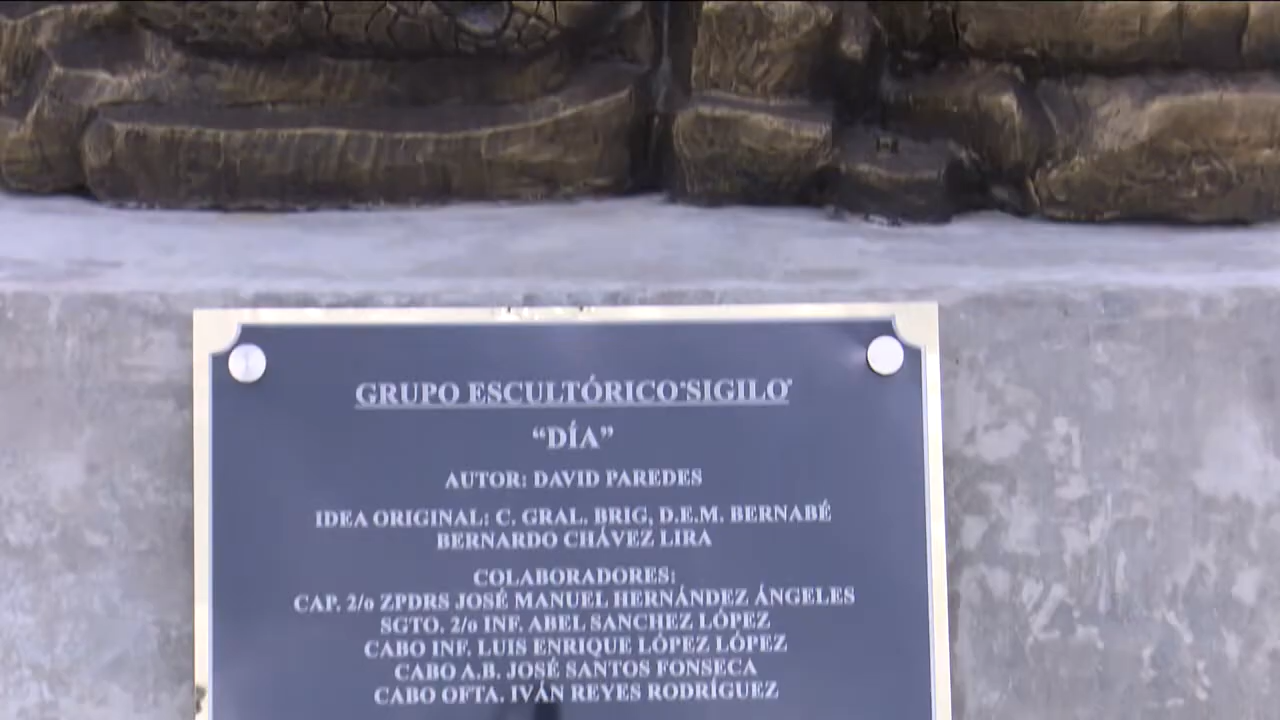 GRUPO ESCULTÓRICO"SIGILO"
“DÍA”
AUTOR: DAVID PAREDES
IDEA ORIGINAL: C. GRAL. BRIG, D.E.M. BERNABÉ
BERNARDO CHÁVEZ LIRA
COLABORADORES:
CAP. 2/o ZPDRS JOSÉ MANUEL HERNÁNDEZ ÁNGELES
SGTO. 2/o INF. ABEL SANCHEZ LÓPEZ
CABO INF. LUIS ENRIQUE LÓPEZ LÓPEZ
CABO A.B. JOSÉ SANTOS FONSECA
CABO OFTA. IVÁN REYES RODRÍGUEZ